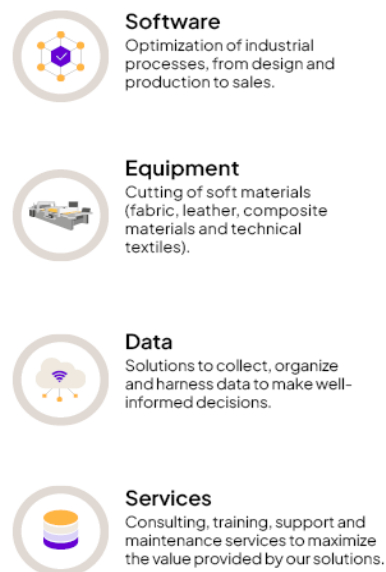 Software
Optimization of industrial
processes, from design and
production to sales.
Equipment
Cutting of soft materials
(fabric, leather, composite
materials and technical
textiles).
Data
Solutions to collect, organize
and harness data to make well-
informed decisions.
Services
Consulting, training, support and
maintenance services to maximize
the value provided by our solutions.